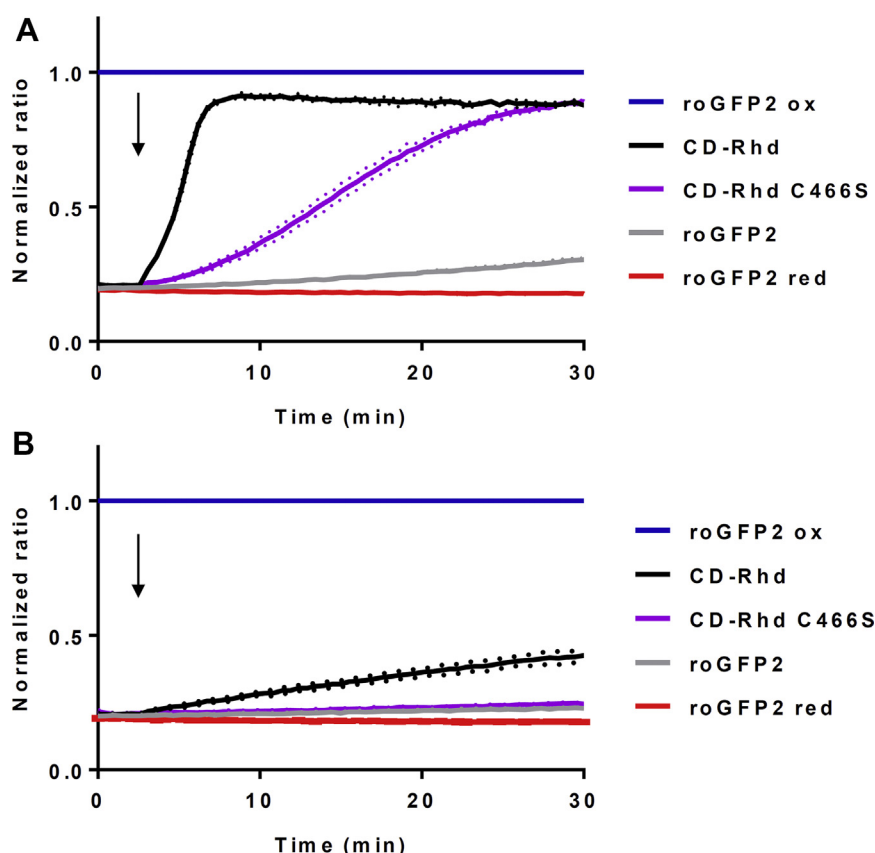 A
Normalized ratio
1.0
0.5
0.0
0
10
20
30
Time (min)
roGFP2 ox
CD-Rhd
CD-Rhd C466S
roGFP2
roGFP2 red
B
Normalized ratio
1.0
0.5
0.0
0
10
20
30
Time (min)
roGFP2 ox
CD-Rhd
CD-Rhd C466S
roGFP2
roGFP2 red